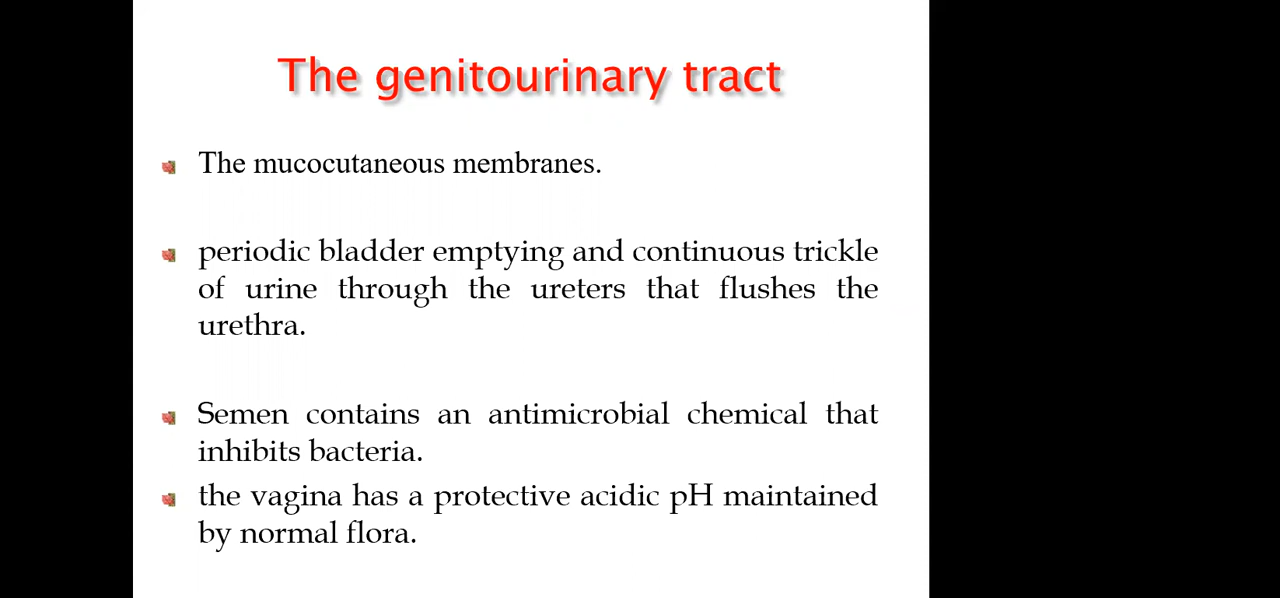 The genitourinary tract
The mucocutaneous membranes.
periodic bladder emptying and continuous trickle
of urine through the ureters that flushes the
urethra.
Semen contains an antimicrobial chemical that
inhibits bacteria.
the vagina has a protective acidic pH maintained
by normal flora.